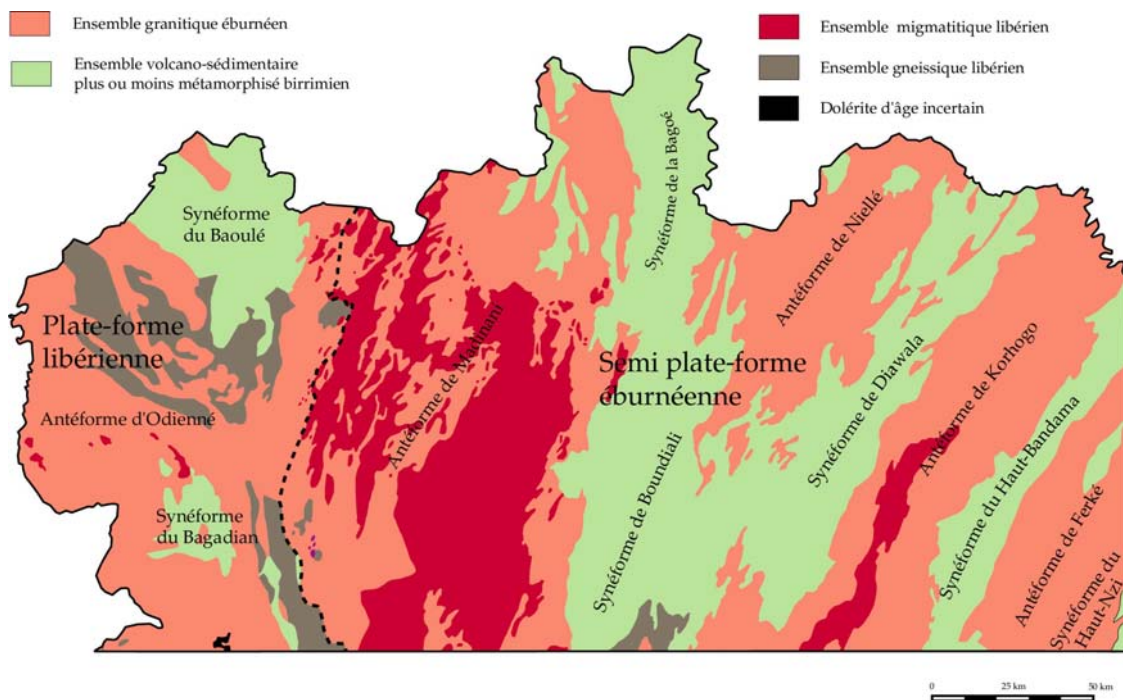 Ensemble granitique éburnéen
Ensemble volcano-sédimentaire
plus ou moins métamorphisé birrimien
Ensemble  migmatitique libérien
Ensemble gneissique libérien
Dolérite d'âge incertain
Synéforme
du Baoulé
Synéforme de la Bagoé
Antéforme de Niellé
Plate-forme
libérienne
Antéforme de Madinani
Semi plate-forme
éburnéenne
Synéforme de Diawala
Antéforme de Korhogo
Antéforme d'Odienné
Synéforme
du Bagadian
Synéforme de Boundiali
Synéforme du Haut-Bandama
Antéforme de Ferké
Synéforme du
Haut-Nzi
0 25 km 50 km